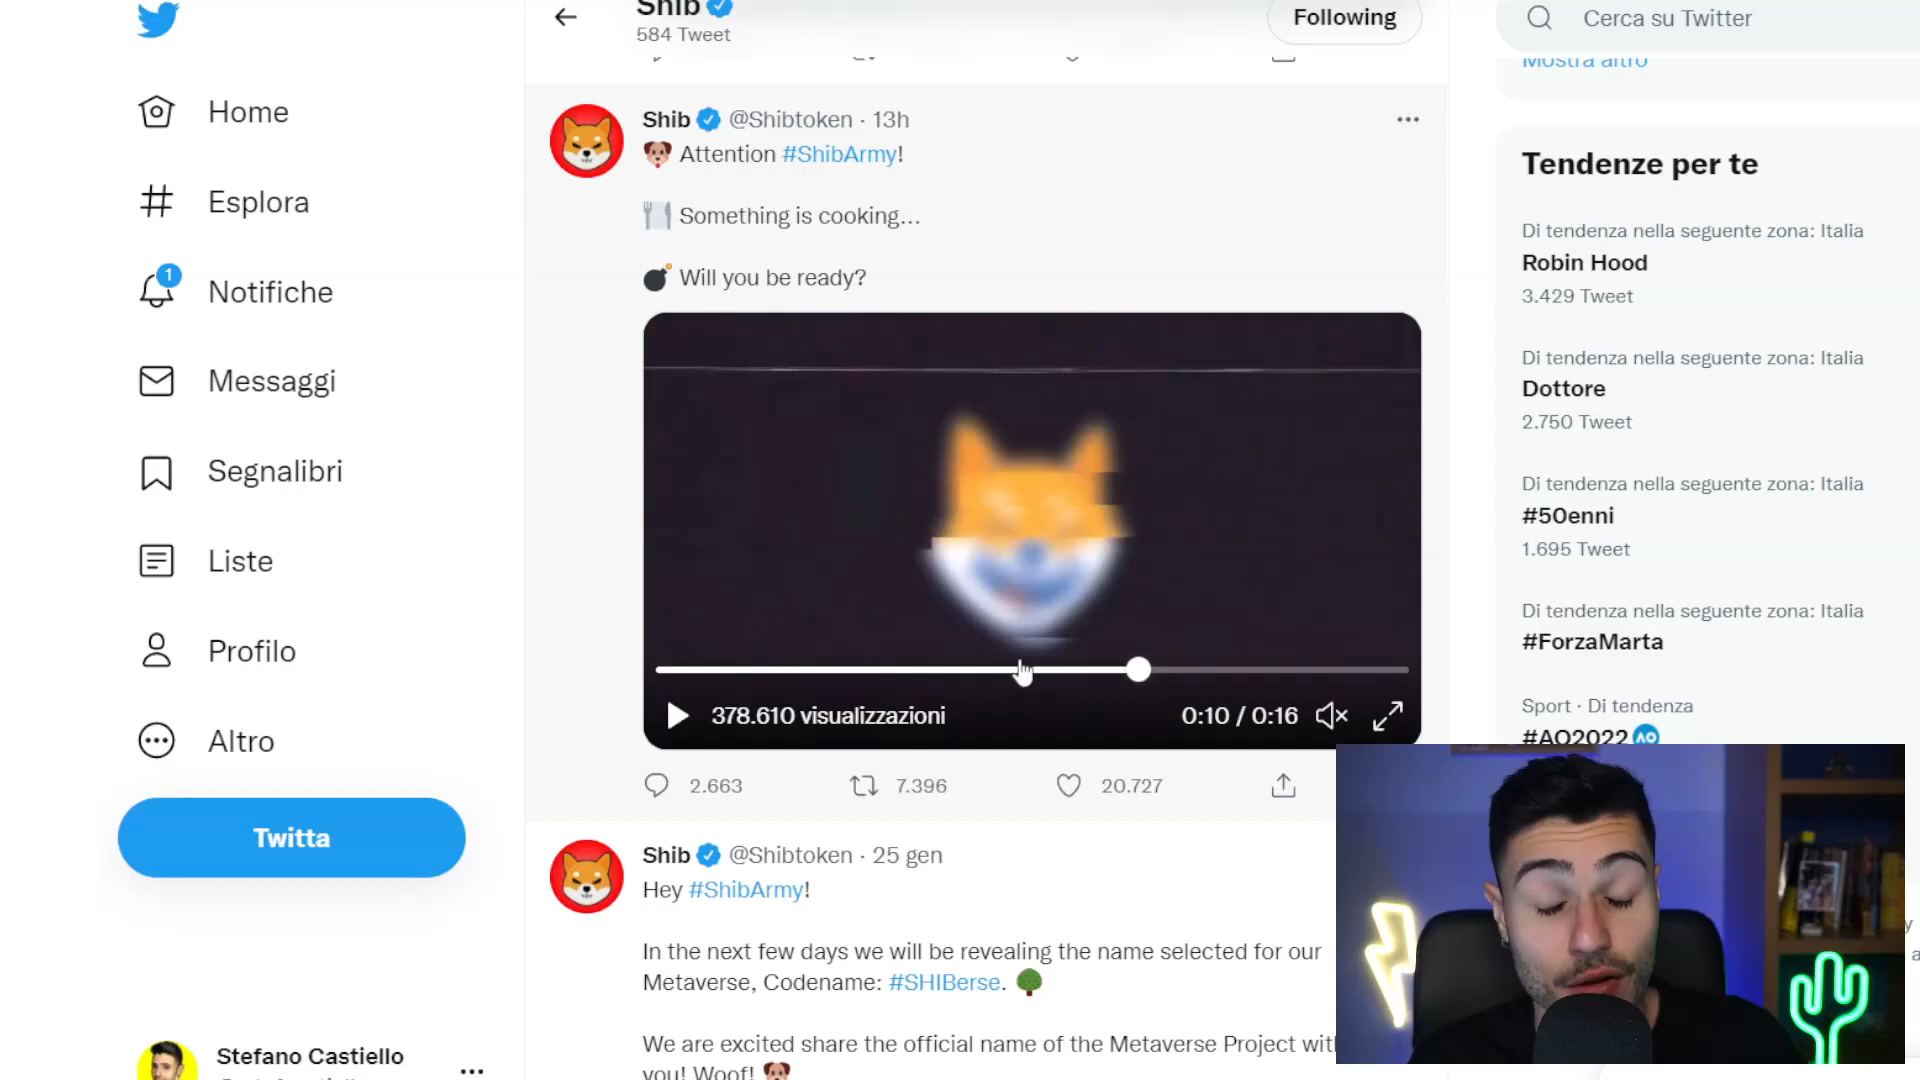 Shib
584 Tweet
Following
Cerca su Twitter
Mostra altro
Home
Esplora
1
Notifiche
Messaggi
Segnalibri
Liste
Profilo
Altro
Twitta
Stefano Castiello
Shib @Shibtoken · 13h
Attention #ShibArmy!
Something is cooking...
Will you be ready?
378.610 visualizzazioni
0:10 / 0:16
2.663
7.396
20.727
Shib @Shibtoken · 25 gen
Hey #ShibArmy!
In the next few days we will be revealing the name selected for our
Metaverse, Codename: #SHIBerse.
We are excited share the official name of the Metaverse Project
you! Woof!
Tendenze per te
Di tendenza nella seguente zona: Italia
Robin Hood
3.429 Tweet
Di tendenza nella seguente zona: Italia
Dottore
2.750 Tweet
Di tendenza nella seguente zona: Italia
#50enni
1.695 Tweet
Di tendenza nella seguente zona: Italia
#ForzaMarta
Sport · Di tendenza
#AO2022